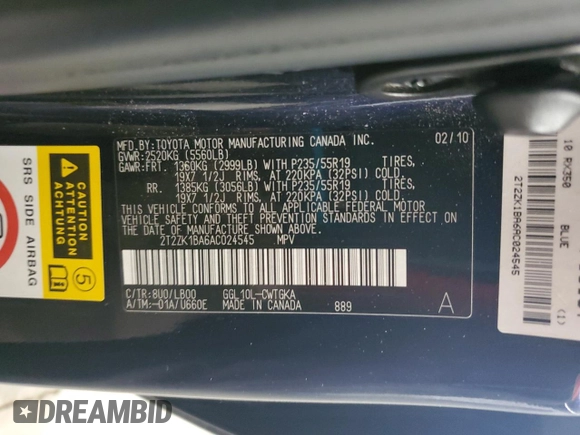 MFD.BY:TOYOTA MOTOR MANUFACTURING CANADA INC. 02/10
GVWR:2520KG (5560LB)
GAWR:FRT. 1360KG (2999LB) WITH P235/55R19 TIRES,
19X7 1/2J RIMS, AT 220KPA (32PSI) COLD
RR. 1385KG (3056LB) WITH P235/55R19 TIRES,
19X7 1/2J RIMS, AT 220KPA (32PSI) COLD
THIS VEHICLE CONFORMS TO ALL APPLICABLE FEDERAL MOTOR
VEHICLE SAFETY AND THEFT PREVENTION STANDARDS IN EFFECT ON
THE DATE OF MANUFACTURE SHOWN ABOVE.
2T2ZK1BA6AC024545 MPV
C/TR:8U0/LB00 GGL10L-CWTGKA
A/TM:-01A/U660E MADE IN CANADA 889 A
SRS SIDE AIRBAG
CAUTION
ATTENTION
CAUTION
ATTENTION
5
10 RX350 BLUE (1)
2T2ZK1BA6AC024545
DREAMBID